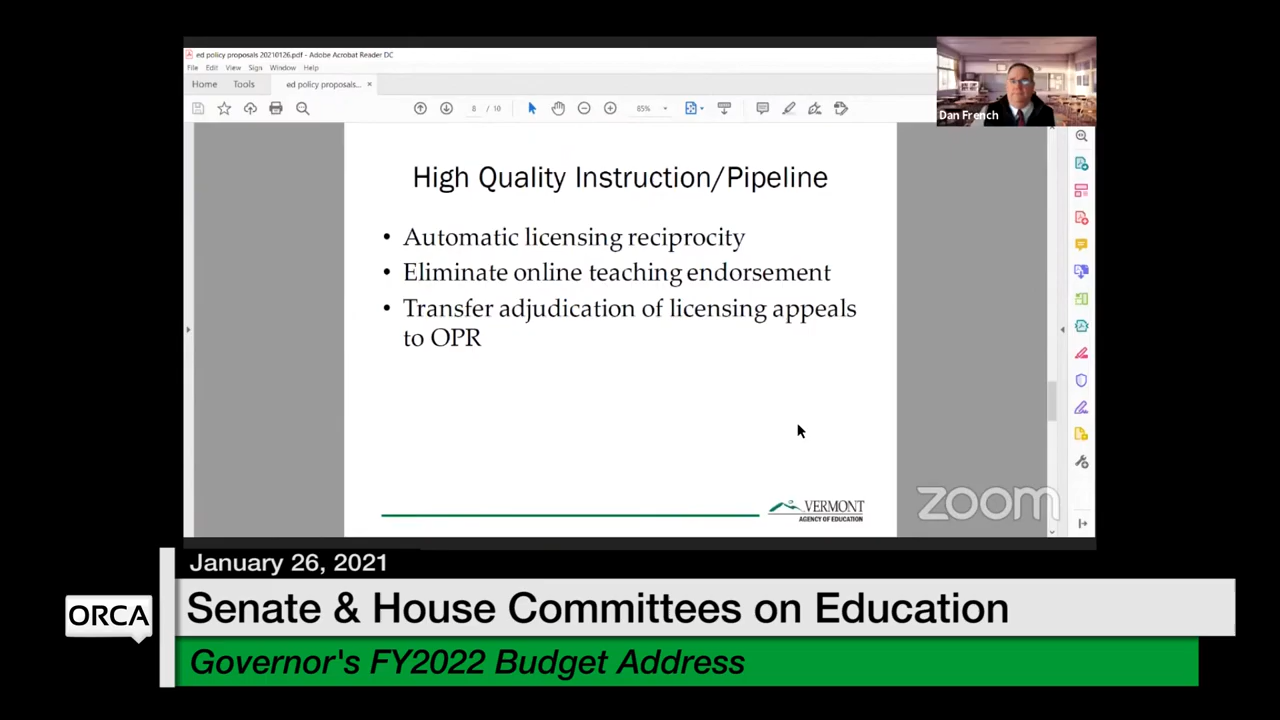 ed policy proposals 20210126.pdf - Adobe Acrobat Reader DC
File Edit View Sign Window Help
Home Tools ed policy proposals... ×
8 / 10 85%
Dan French
High Quality Instruction/Pipeline
• Automatic licensing reciprocity
• Eliminate online teaching endorsement
• Transfer adjudication of licensing appeals
to OPR
VERMONT
AGENCY OF EDUCATION
zoom
January 26, 2021
ORCA
Senate & House Committees on Education
Governor's FY2022 Budget Address